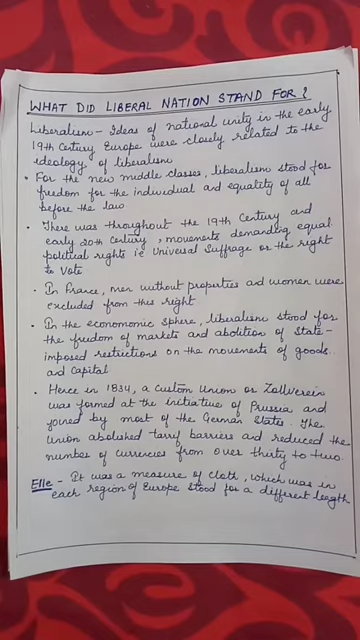 WHAT DID LIBERAL NATION STAND FOR?
Liberalism - Ideas of national unity in the early
19th Century Europe were closely related to the
ideology of liberalism
• For the new middle classes, liberalism stood for
freedom for the individual and equality of all
before the law
• There was throughout the 19th Century and
early 20th Century, movements demanding equal
political rights ie Universal Suffrage or the right
to Vote
• In France, men without properties and women were
excluded from this right
• In the econcmomic sphere, liberalism stood for
the freedom of markets and abolition of State-
imposed restrictions on the movements of goods
and capital
• Hence in 1834, a custom Union or Zollverein
was formed at the initiative of Prussia and
joined by most of the German States. The
Union abolished tarrif barriers and reduced the
number of currencies from over thirty to two.
Elle - It was a measure of cloth, which was in
each region of Europe stood for a different length